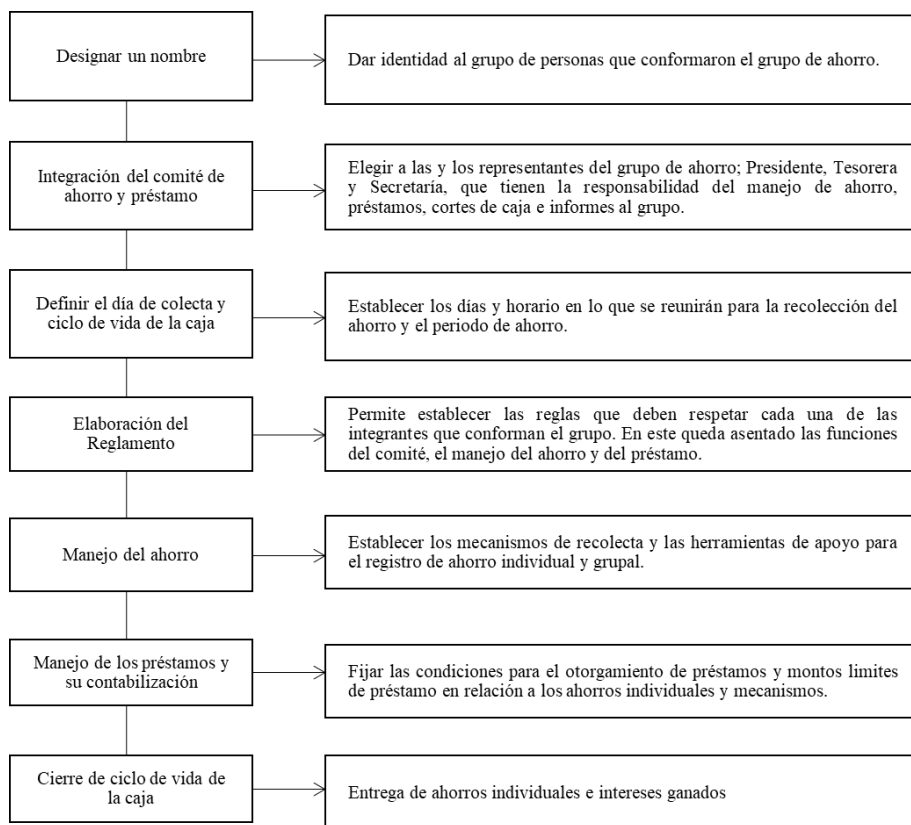 Designar un nombre
Dar identidad al grupo de personas que conformaron el grupo de ahorro.
Integración del comité de
ahorro y préstamo
Elegir a las y los representantes del grupo de ahorro; Presidente, Tesorera
y Secretaría, que tienen la responsabilidad del manejo de ahorro,
préstamos, cortes de caja e informes al grupo.
Definir el día de colecta y
ciclo de vida de la caja
Establecer los días y horario en lo que se reunirán para la recolección del
ahorro y el periodo de ahorro.
Elaboración del
Reglamento
Permite establecer las reglas que deben respetar cada una de las
integrantes que conforman el grupo. En este queda asentado las funciones
del comité, el manejo del ahorro y del préstamo.
Manejo del ahorro
Establecer los mecanismos de recolecta y las herramientas de apoyo para
el registro de ahorro individual y grupal.
Manejo de los préstamos y
su contabilización
Fijar las condiciones para el otorgamiento de préstamos y montos limites
de préstamo en relación a los ahorros individuales y mecanismos.
Cierre de ciclo de vida de
la caja
Entrega de ahorros individuales e intereses ganados